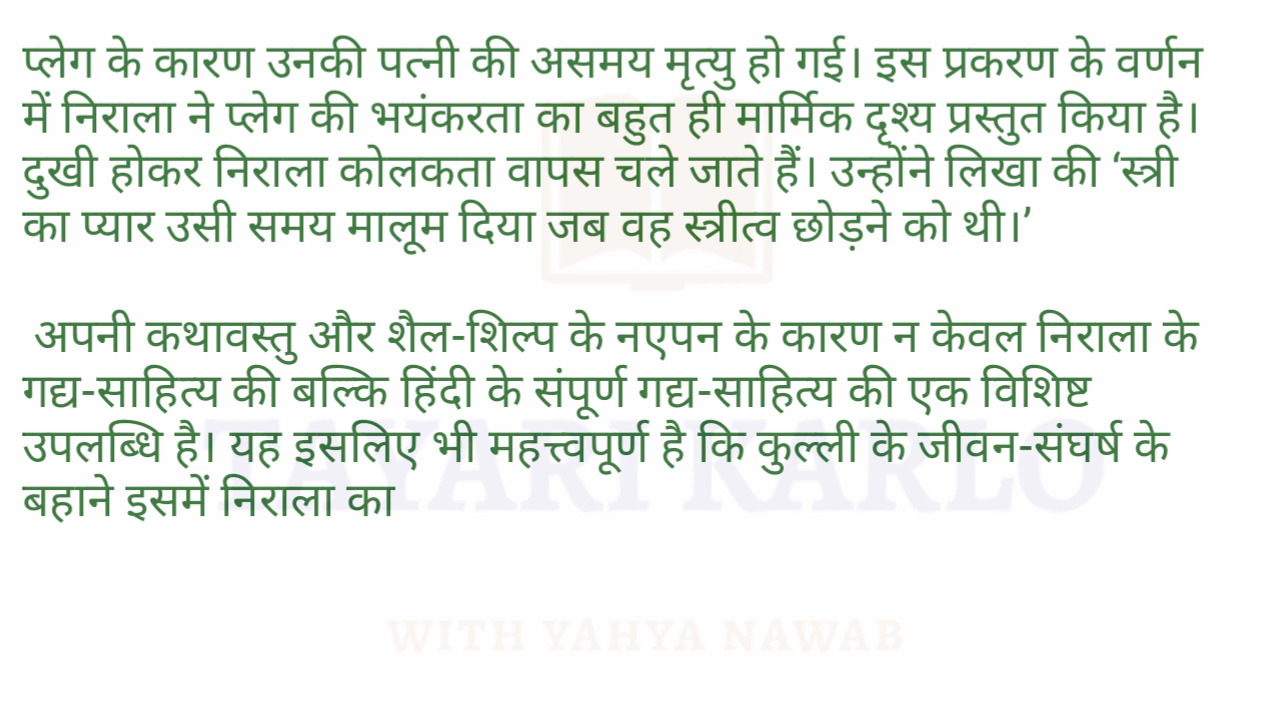 प्लेग के कारण उनकी पत्नी की असमय मृत्यु हो गई। इस प्रकरण के वर्णन
में निराला ने प्लेग की भयंकरता का बहुत ही मार्मिक दृश्य प्रस्तुत किया है।
दुखी होकर निराला कोलकता वापस चले जाते हैं। उन्होंने लिखा की ‘स्त्री
का प्यार उसी समय मालूम दिया जब वह स्त्रीत्व छोड़ने को थी।’
अपनी कथावस्तु और शैल-शिल्प के नएपन के कारण न केवल निराला के
गद्य-साहित्य की बल्कि हिंदी के संपूर्ण गद्य-साहित्य की एक विशिष्ट
उपलब्धि है। यह इसलिए भी महत्त्वपूर्ण है कि कुल्ली के जीवन-संघर्ष के
बहाने इसमें निराला का
TAYARI KARLO
WITH YAHYA NAWAB